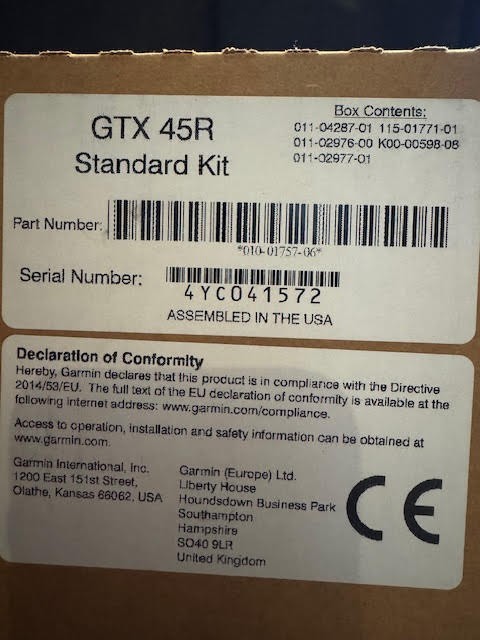 GTX 45R
Standard Kit
Box Contents:
011-04287-01 115-01771-01
011-02976-00 K00-00598-06
011-02977-01
Part Number:
*010-01757-06*
Serial Number:
4YC041572
ASSEMBLED IN THE USA
Declaration of Conformity
Hereby, Garmin declares that this product is in compliance with the Directive
2014/53/EU. The full text of the EU declaration of conformity is available at the
following internet address: www.garmin.com/compliance.
Access to operation, installation and safety information can be obtained at
www.garmin.com.
Garmin International, Inc.
1200 East 151st Street,
Olathe, Kansas 66062, USA
Garmin (Europe) Ltd.
Liberty House
Houndsdown Business Park
Southampton
Hampshire
SO40 9LR
United Kingdom
CE